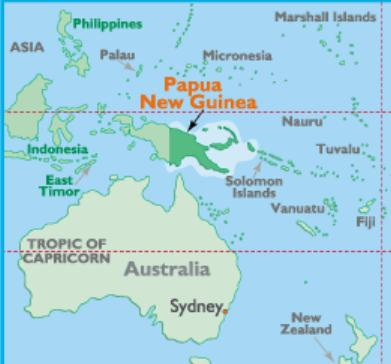 Marshall Islands
Philippines
ASIA
Palau
Micronesia
Papua
New Guinea
Nauru
Indonesia
Tuvalu
East
Timor
Solomon
Islands
Vanuatu
Fiji
TROPIC OF
CAPRICORN
Australia
Sydney
New
Zealand